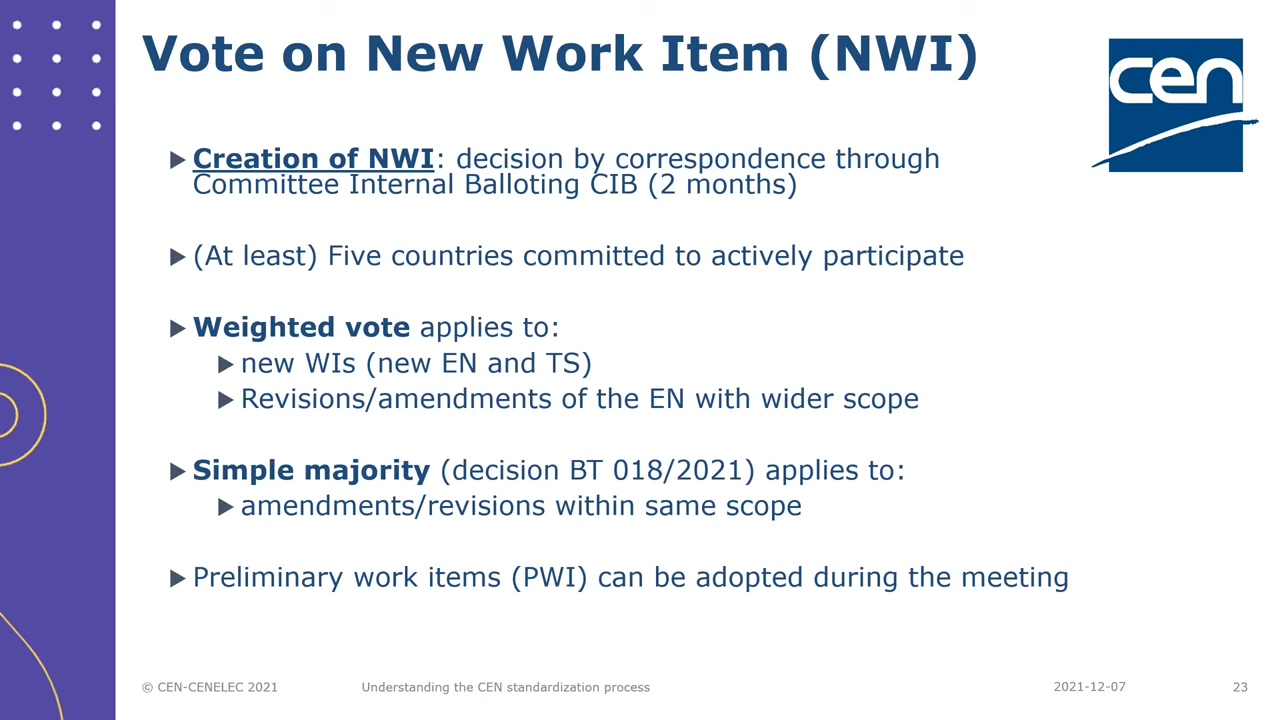 Vote on New Work Item (NWI)
cen
Creation of NWI: decision by correspondence through
Committee Internal Balloting CIB (2 months)
(At least) Five countries committed to actively participate
Weighted vote applies to:
new WIs (new EN and TS)
Revisions/amendments of the EN with wider scope
Simple majority (decision BT 018/2021) applies to:
amendments/revisions within same scope
Preliminary work items (PWI) can be adopted during the meeting
© CEN-CENELEC 2021 Understanding the CEN standardization process 2021-12-07 23